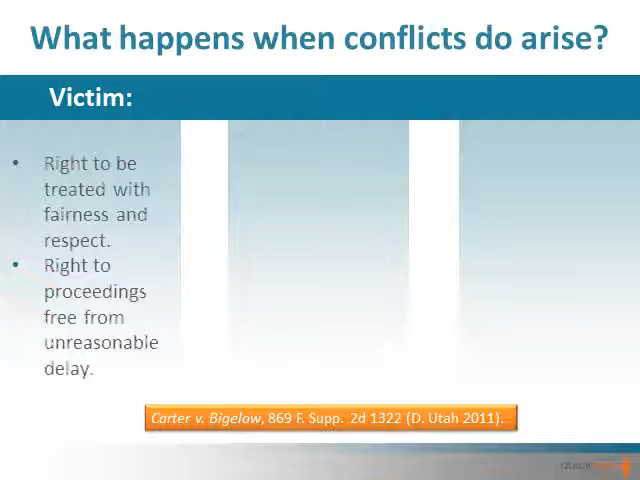 What happens when conflicts do arise?
Victim:
• Right to be
treated with
fairness and
respect.
• Right to
proceedings
free from
unreasonable
delay.
Carter v. Bigelow, 869 F. Supp. 2d 1322 (D. Utah 2011).